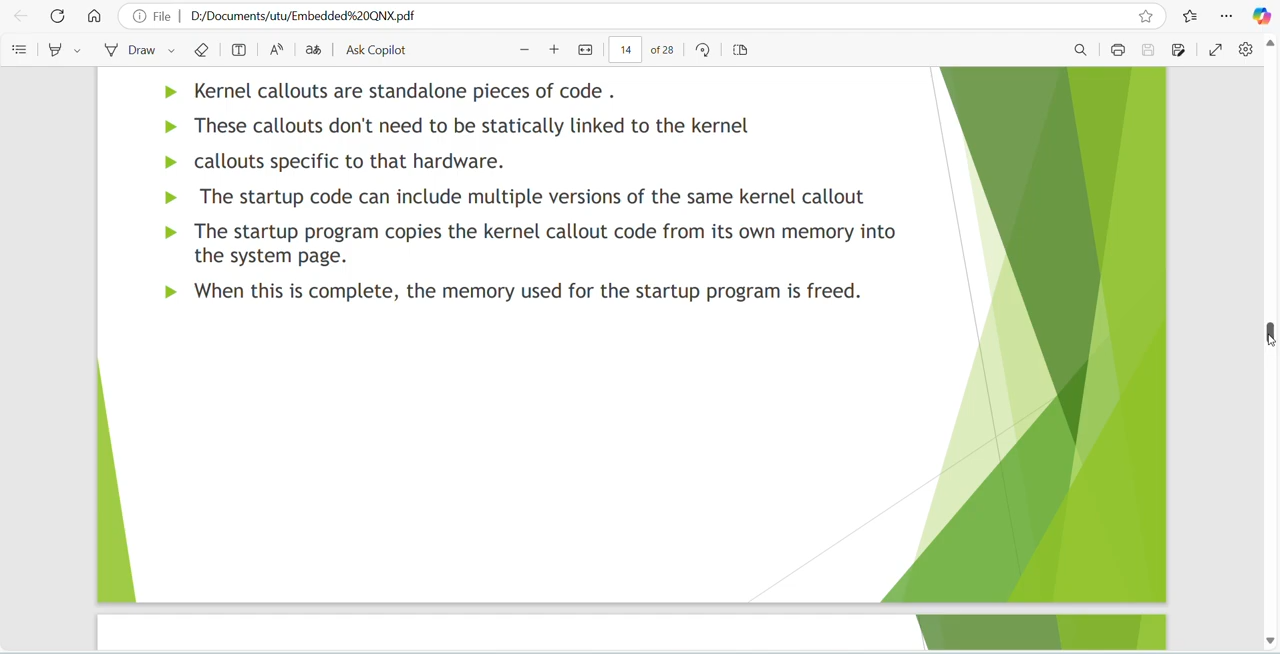 File D:/Documents/utu/Embedded%20QNX.pdf
Draw aあ Ask Copilot 14 of 28
Kernel callouts are standalone pieces of code .
These callouts don't need to be statically linked to the kernel
callouts specific to that hardware.
The startup code can include multiple versions of the same kernel callout
The startup program copies the kernel callout code from its own memory into
the system page.
When this is complete, the memory used for the startup program is freed.